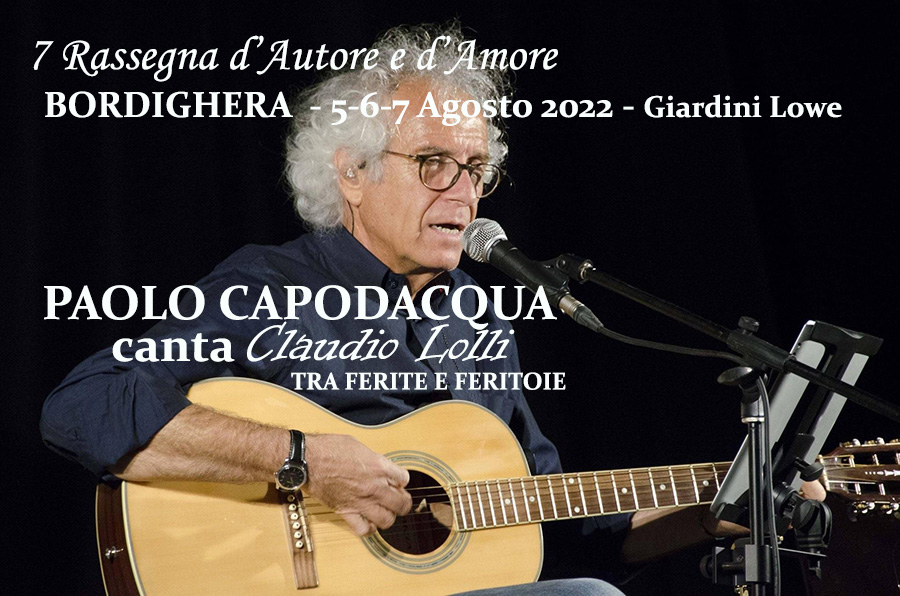 7 Rassegna d'Autore e d'Amore
BORDIGHERA - 5-6-7 Agosto 2022 - Giardini Lowe
PAOLO CAPODACQUA
canta Claudio Lolli
TRA FERITE E FERITOIE